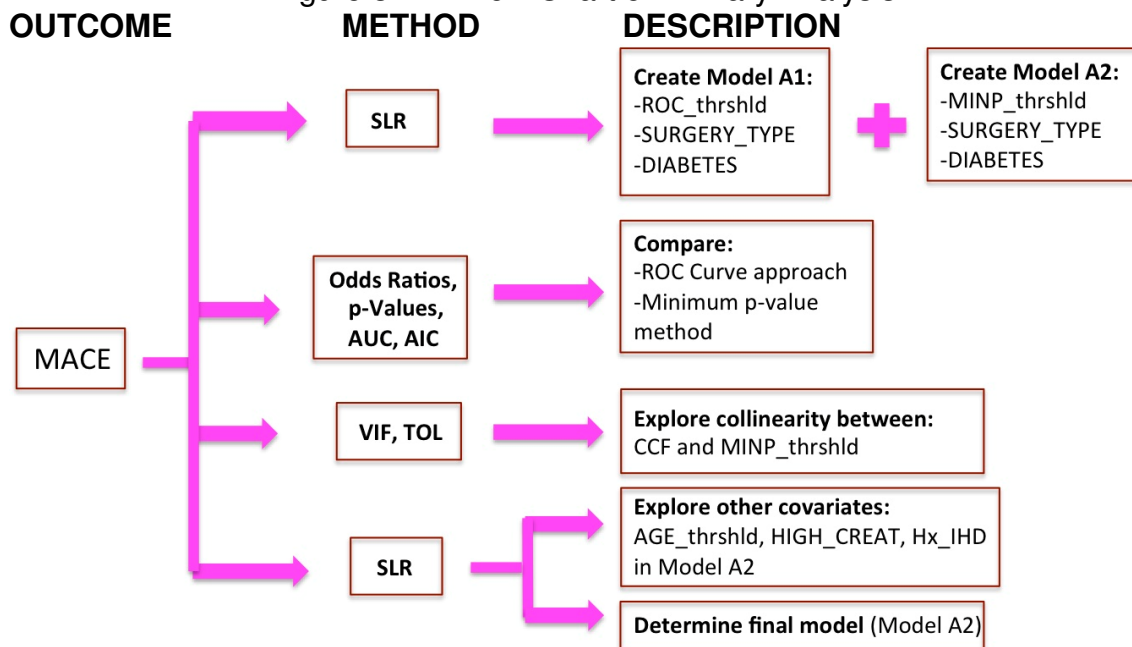 OUTCOME METHOD DESCRIPTION
SLR
Create Model A1:
-ROC_thrshld
-SURGERY_TYPE
-DIABETES
Create Model A2:
-MINP_thrshld
-SURGERY_TYPE
-DIABETES
MACE
Odds Ratios,
p-Values,
AUC, AIC
Compare:
-ROC Curve approach
-Minimum p-value
method
VIF, TOL
Explore collinearity between:
CCF and MINP_thrshld
SLR
Explore other covariates:
AGE_thrshld, HIGH_CREAT, Hx_IHD
in Model A2
Determine final model (Model A2)